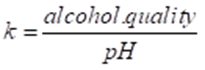 k = alcohol.quality / pH